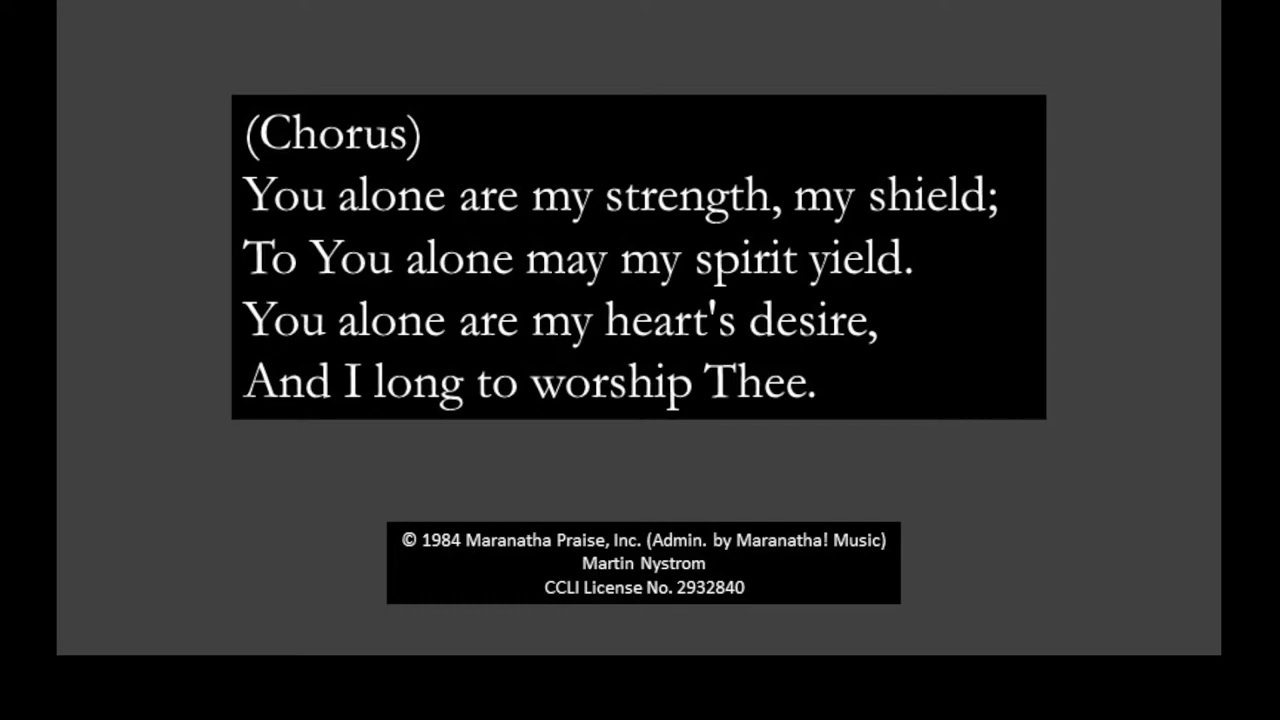 (Chorus)
You alone are my strength, my shield;
To You alone may my spirit yield.
You alone are my heart's desire,
And I long to worship Thee.
© 1984 Maranatha Praise, Inc. (Admin. by Maranatha! Music)
Martin Nystrom
CCLI License No. 2932840